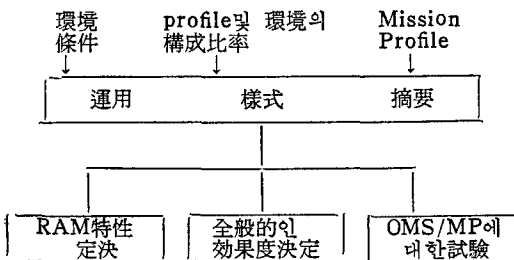 環境 profile및 環境의 Mission
條件 構成比率 Profile
運用 樣式 摘要
RAM特性 全般的인 OMS/MP에
定決 効果度決定 대한試驗